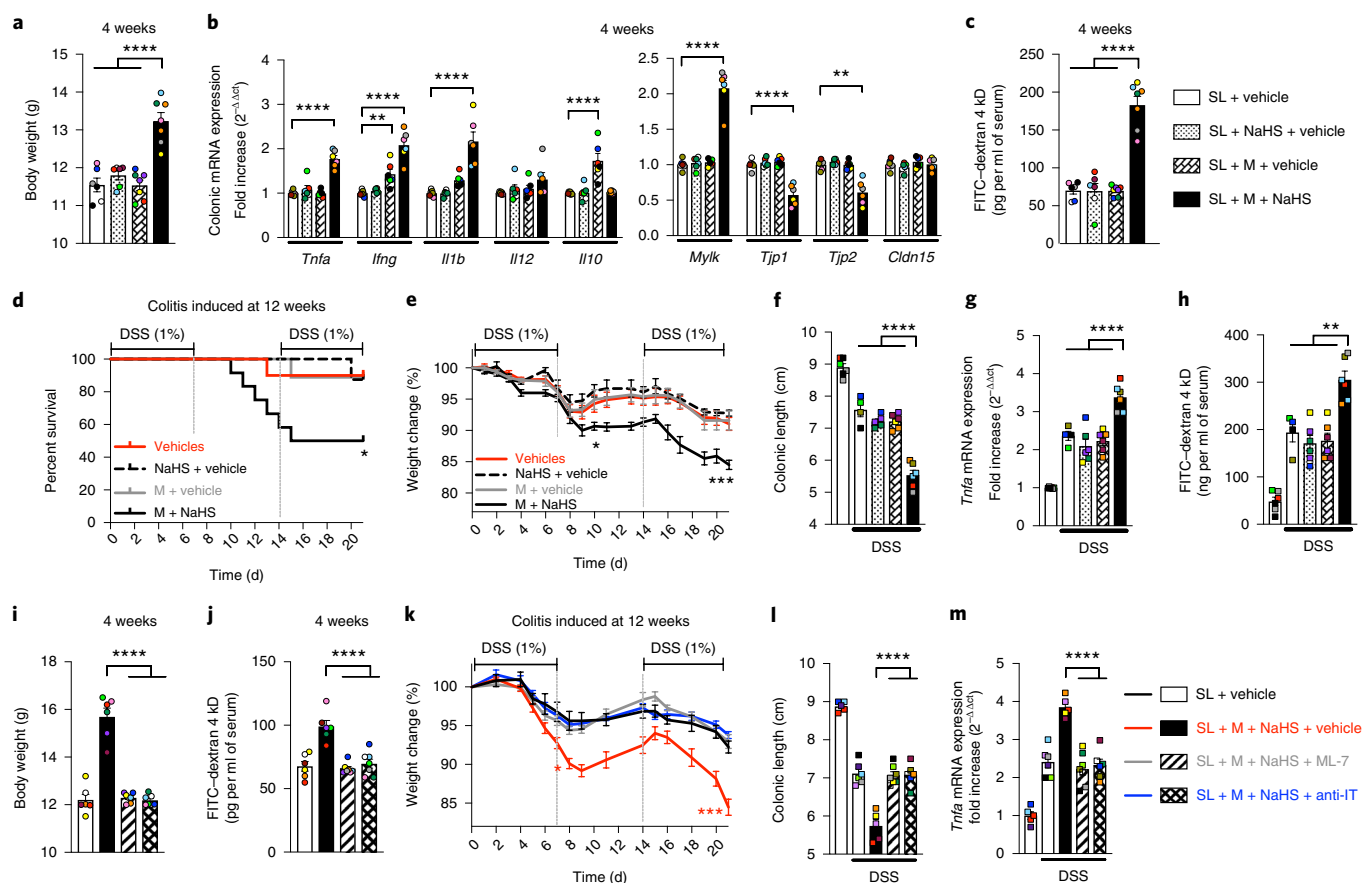 a
4 weeks
****
Body weight (g)
15
14
13
12
11
10
b
4 weeks
Colonic mRNA expression
Fold increase (2−Δ Δct)
4
3
2
1
0
****
****
**
****
****
Tnfa
Ifng
Il1b
Il12
Il10
2.5
2.0
1.5
1.0
0.5
0.0
****
****
**
Mylk
Tjp1
Tjp2
Cldn15
c
4 weeks
****
FITC–dextran 4 kD
(pg per ml of serum)
250
200
150
100
50
0
SL + vehicle
SL + NaHS + vehicle
SL + M + vehicle
SL + M + NaHS
d
Colitis induced at 12 weeks
DSS (1%)
DSS (1%)
Percent survival
100
80
60
40
20
0
Vehicles
NaHS + vehicle
M + vehicle
M + NaHS
*
0 2 4 6 8 10 12 14 16 18 20
Time (d)
e
DSS (1%)
DSS (1%)
Weight change (%)
100
95
90
85
80
*
***
Vehicles
NaHS + vehicle
M + vehicle
M + NaHS
0 2 4 6 8 10 12 14 16 18 20
Time (d)
f
****
Colonic length (cm)
10
9
8
7
6
5
4
DSS
g
****
Tnfa mRNA expression
Fold increase (2−Δ Δct)
5
4
3
2
1
0
DSS
h
**
FITC–dextran 4 kD
(ng per ml of serum)
400
300
200
100
0
DSS
i
4 weeks
****
Body weight (g)
18
16
14
12
10
j
4 weeks
****
FITC–dextran 4 kD
(pg per ml of serum)
150
100
50
0
k
Colitis induced at 12 weeks
DSS (1%)
DSS (1%)
Weight change (%)
100
95
90
85
*
***
0 2 4 6 8 10 12 14 16 18 20
Time (d)
l
****
Colonic length (cm)
10
9
8
7
6
5
DSS
m
****
Tnfa mRNA expression
fold increase (2−Δ Δct)
5
4
3
2
1
0
DSS
SL + vehicle
SL + M + NaHS + vehicle
SL + M + NaHS + ML-7
SL + M + NaHS + anti-IT